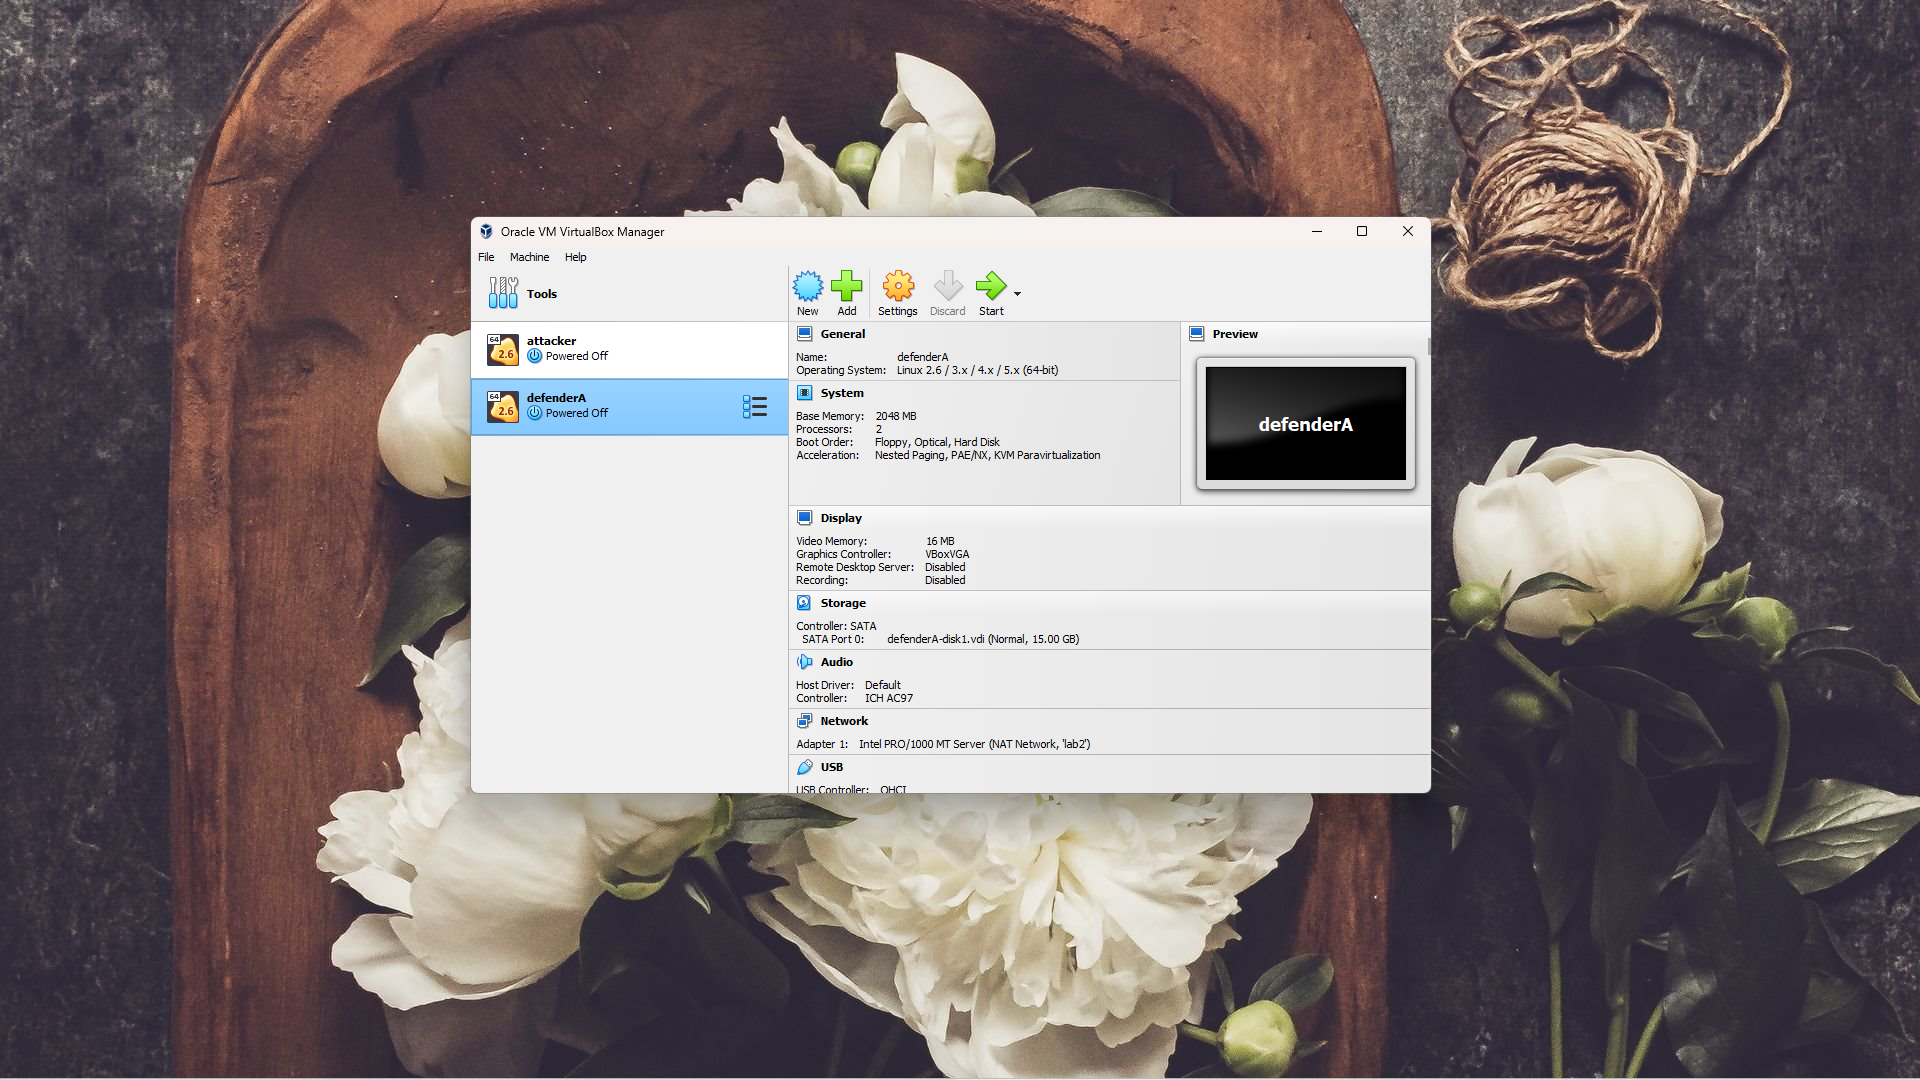 Oracle VM VirtualBox Manager
File Machine Help
Tools
New Add Settings Discard Start
64
2.6
attacker
Powered Off
64
2.6
defenderA
Powered Off
General
Name: defenderA
Operating System: Linux 2.6 / 3.x / 4.x / 5.x (64-bit)
System
Base Memory: 2048 MB
Processors: 2
Boot Order: Floppy, Optical, Hard Disk
Acceleration: Nested Paging, PAE/NX, KVM Paravirtualization
Preview
defenderA
Display
Video Memory: 16 MB
Graphics Controller: VBoxVGA
Remote Desktop Server: Disabled
Recording: Disabled
Storage
Controller: SATA
SATA Port 0: defenderA-disk1.vdi (Normal, 15.00 GB)
Audio
Host Driver: Default
Controller: ICH AC97
Network
Adapter 1: Intel PRO/1000 MT Server (NAT Network, 'lab2')
USB
USB Controller: OHCI